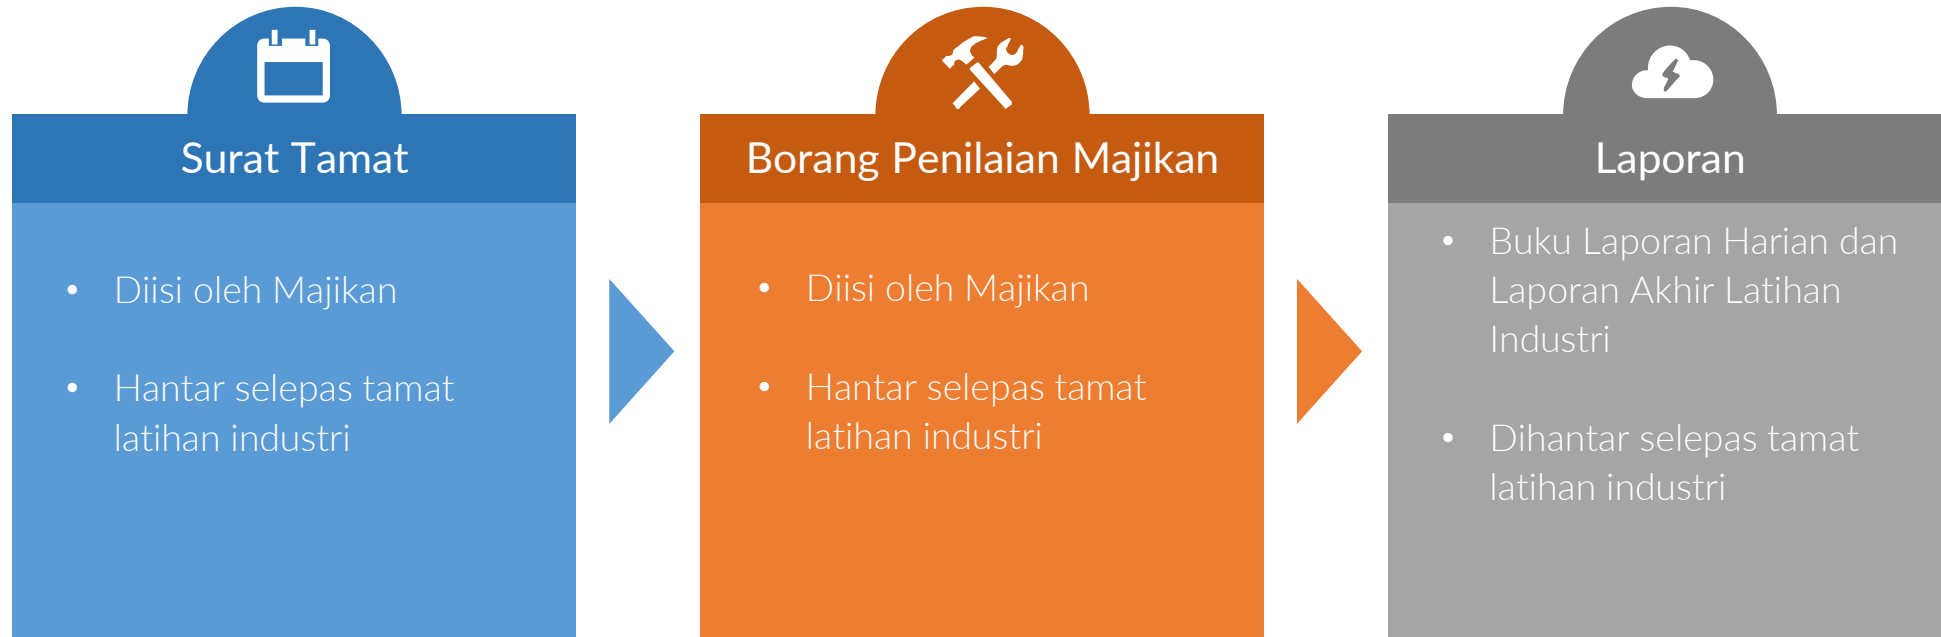 Surat Tamat
• Diisi oleh Majikan
• Hantar selepas tamat
latihan industri
Borang Penilaian Majikan
• Diisi oleh Majikan
• Hantar selepas tamat
latihan industri
Laporan
• Buku Laporan Harian dan
Laporan Akhir Latihan
Industri
• Dihantar selepas tamat
latihan industri